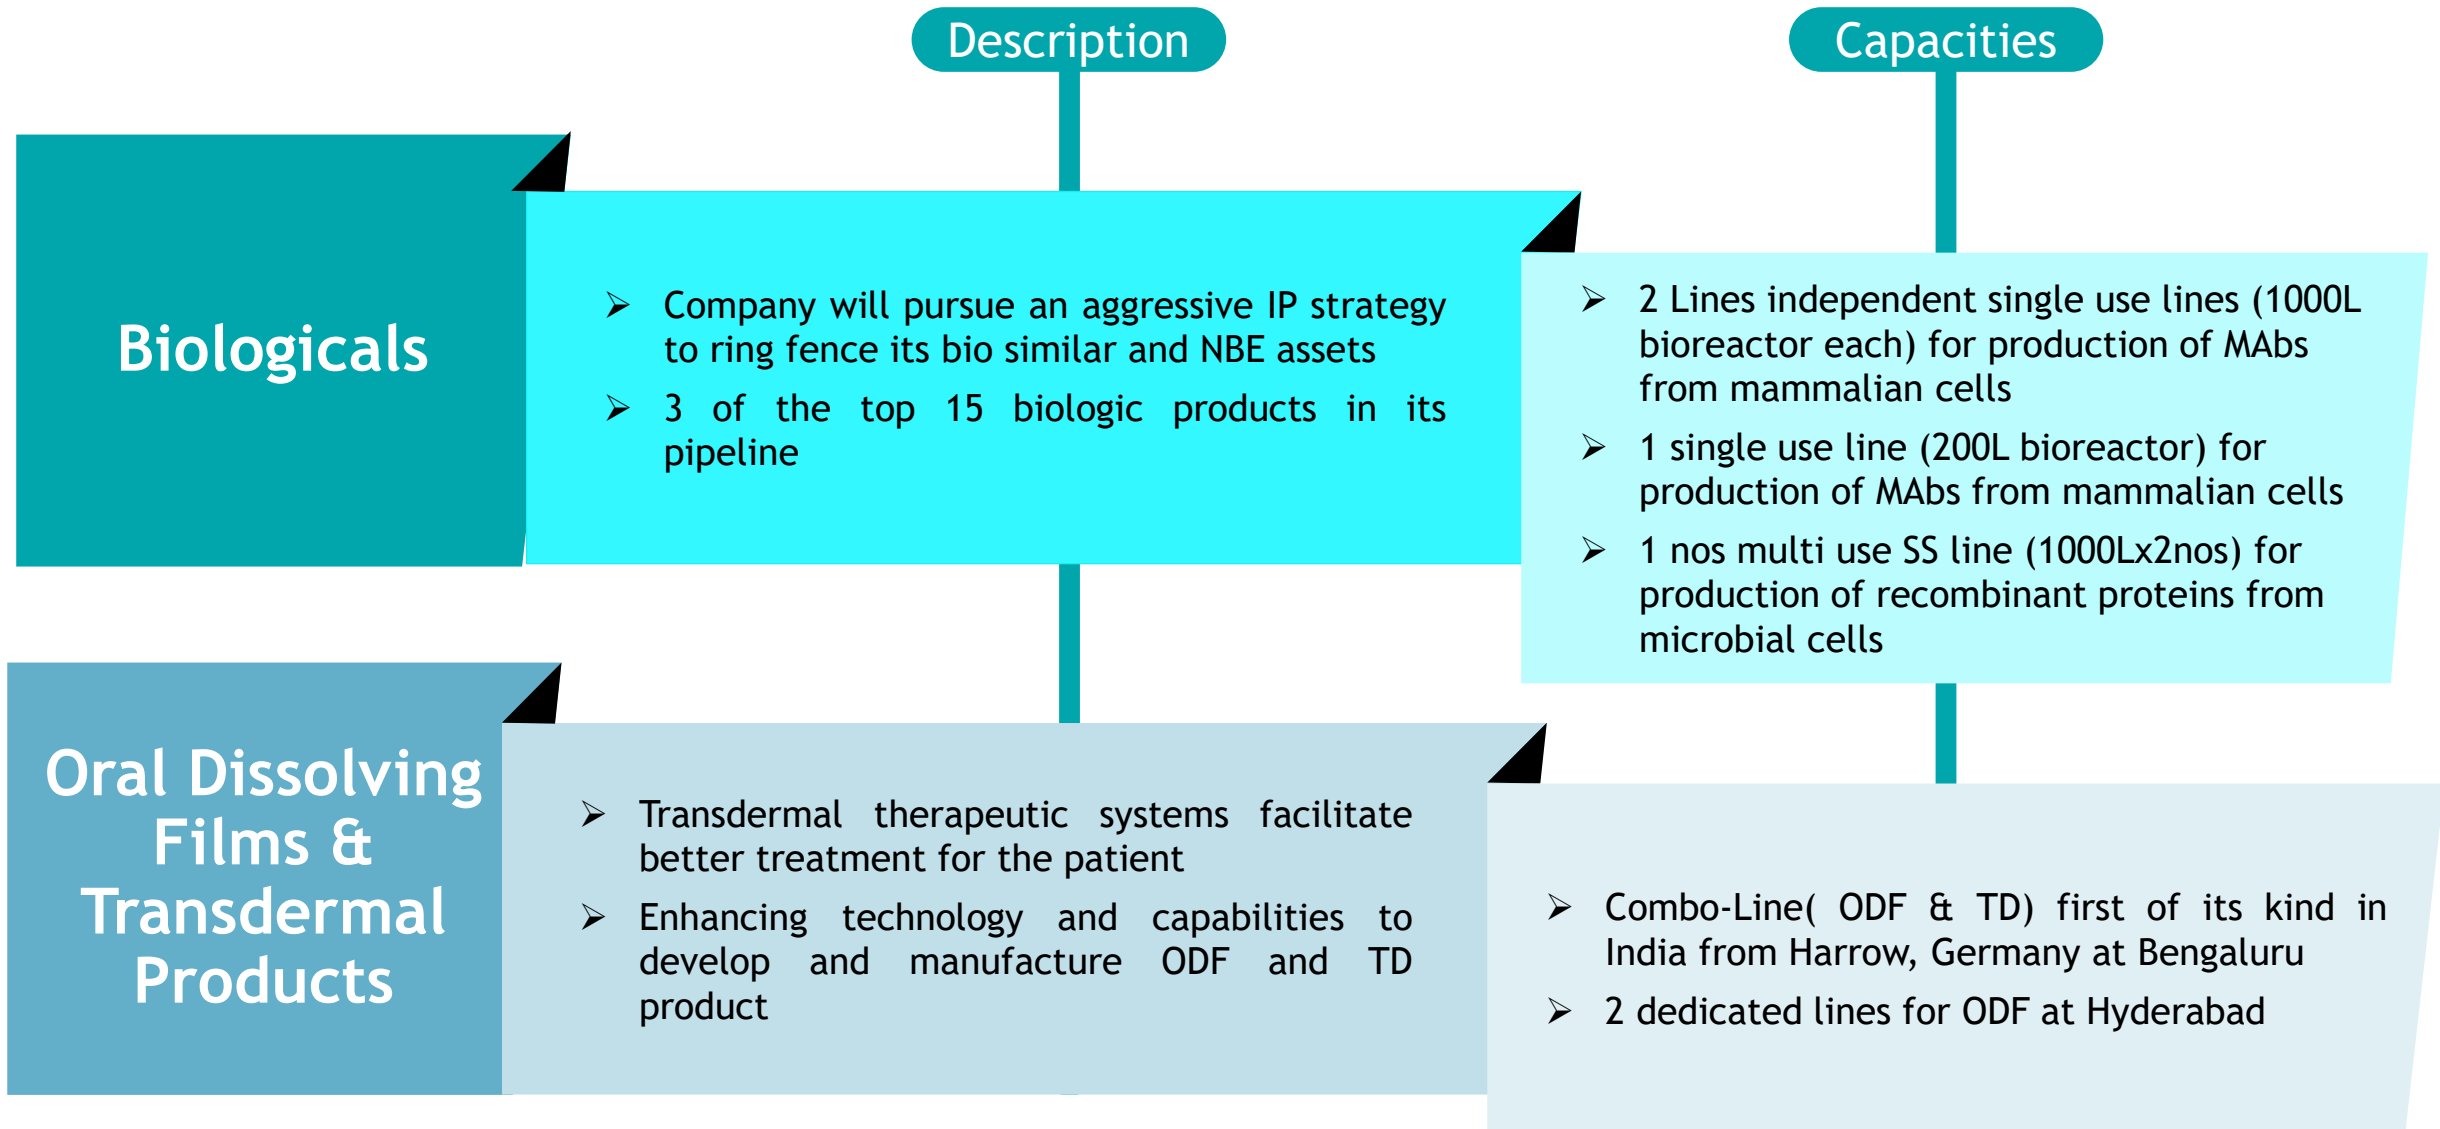 Description
Capacities
Biologicals
➢ Company will pursue an aggressive IP strategy
to ring fence its bio similar and NBE assets
➢ 3 of the top 15 biologic products in its
pipeline
➢ 2 Lines independent single use lines (1000L
bioreactor each) for production of MAbs
from mammalian cells
➢ 1 single use line (200L bioreactor) for
production of MAbs from mammalian cells
➢ 1 nos multi use SS line (1000Lx2nos) for
production of recombinant proteins from
microbial cells
Oral Dissolving
Films &
Transdermal
Products
➢ Transdermal therapeutic systems facilitate
better treatment for the patient
➢ Enhancing technology and capabilities to
develop and manufacture ODF and TD
product
➢ Combo-Line( ODF & TD) first of its kind in
India from Harrow, Germany at Bengaluru
➢ 2 dedicated lines for ODF at Hyderabad